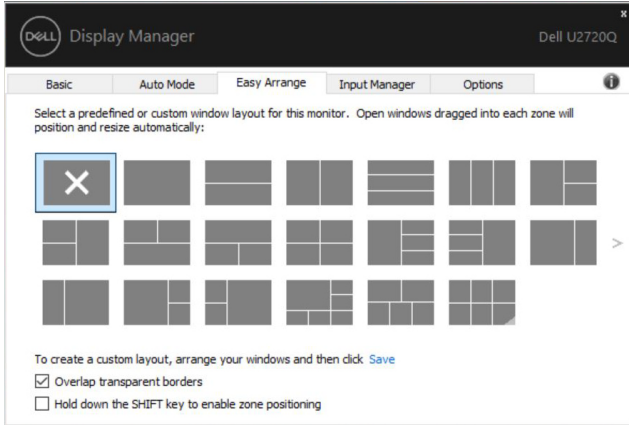 x
DELL Display Manager Dell U2720Q
Basic Auto Mode Easy Arrange Input Manager Options i
Select a predefined or custom window layout for this monitor.  Open windows dragged into each zone will
position and resize automatically:
To create a custom layout, arrange your windows and then click Save
Overlap transparent borders
Hold down the SHIFT key to enable zone positioning